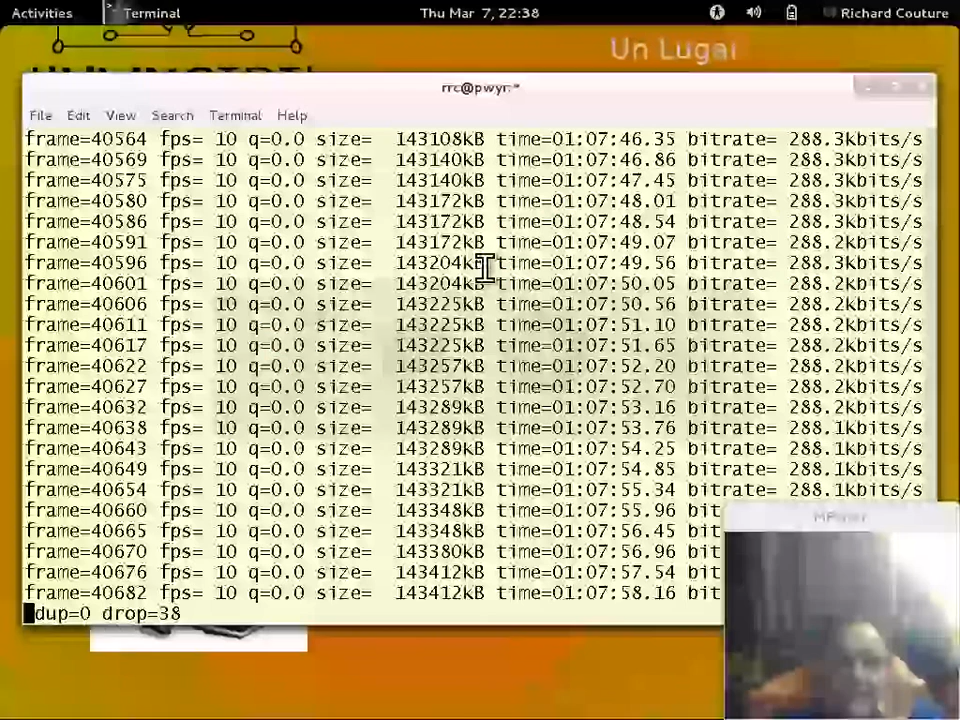 Activities Terminal Thu Mar 7, 22:38 Richard Couture
Un Lugar
rrc@pwyr:~
File Edit View Search Terminal Help
frame=40564 fps= 10 q=0.0 size= 143108kB time=01:07:46.35 bitrate= 288.3kbits/s
frame=40569 fps= 10 q=0.0 size= 143140kB time=01:07:46.86 bitrate= 288.3kbits/s
frame=40575 fps= 10 q=0.0 size= 143140kB time=01:07:47.45 bitrate= 288.3kbits/s
frame=40580 fps= 10 q=0.0 size= 143172kB time=01:07:48.01 bitrate= 288.3kbits/s
frame=40586 fps= 10 q=0.0 size= 143172kB time=01:07:48.54 bitrate= 288.3kbits/s
frame=40591 fps= 10 q=0.0 size= 143172kB time=01:07:49.07 bitrate= 288.2kbits/s
frame=40596 fps= 10 q=0.0 size= 143204kB time=01:07:49.56 bitrate= 288.3kbits/s
frame=40601 fps= 10 q=0.0 size= 143204kB time=01:07:50.05 bitrate= 288.2kbits/s
frame=40606 fps= 10 q=0.0 size= 143225kB time=01:07:50.56 bitrate= 288.2kbits/s
frame=40611 fps= 10 q=0.0 size= 143225kB time=01:07:51.10 bitrate= 288.2kbits/s
frame=40617 fps= 10 q=0.0 size= 143225kB time=01:07:51.65 bitrate= 288.2kbits/s
frame=40622 fps= 10 q=0.0 size= 143257kB time=01:07:52.20 bitrate= 288.2kbits/s
frame=40627 fps= 10 q=0.0 size= 143257kB time=01:07:52.70 bitrate= 288.2kbits/s
frame=40632 fps= 10 q=0.0 size= 143289kB time=01:07:53.16 bitrate= 288.2kbits/s
frame=40638 fps= 10 q=0.0 size= 143289kB time=01:07:53.76 bitrate= 288.1kbits/s
frame=40643 fps= 10 q=0.0 size= 143289kB time=01:07:54.25 bitrate= 288.1kbits/s
frame=40649 fps= 10 q=0.0 size= 143321kB time=01:07:54.85 bitrate= 288.1kbits/s
frame=40654 fps= 10 q=0.0 size= 143321kB time=01:07:55.34 bitrate= 288.1kbits/s
frame=40660 fps= 10 q=0.0 size= 143348kB time=01:07:55.96 bit
frame=40665 fps= 10 q=0.0 size= 143348kB time=01:07:56.45 bit
frame=40670 fps= 10 q=0.0 size= 143380kB time=01:07:56.96 bit
frame=40676 fps= 10 q=0.0 size= 143412kB time=01:07:57.54 bit
frame=40682 fps= 10 q=0.0 size= 143412kB time=01:07:58.16 bit
dup=0 drop=38
MPlayer